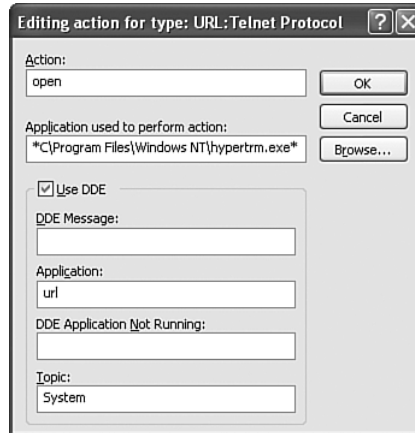 Editing action for type: URL:Telnet Protocol
Action:
open
OK
Cancel
Application used to perform action:
*C\Program Files\Windows NT\hypertrm.exe*
Browse...
Use DDE
DDE Message:
Application:
url
DDE Application Not Running:
Topic:
System